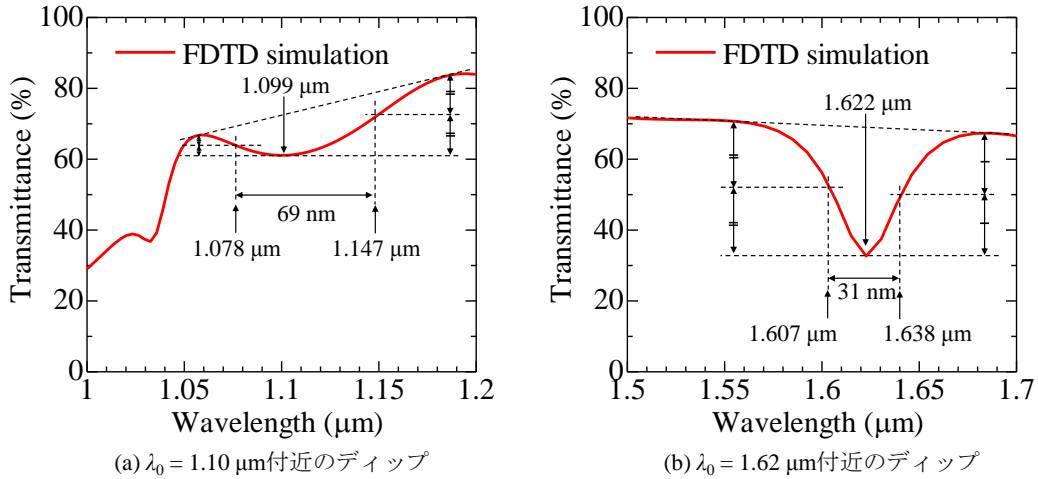 100
80
60
40
20
0
Transmittance (%)
FDTD simulation
1.099 μm
69 nm
1.078 μm
1.147 μm
1
1.05
1.1
1.15
1.2
Wavelength (μm)
(a) λ0 = 1.10 μm付近のディップ
100
80
60
40
20
0
Transmittance (%)
FDTD simulation
1.622 μm
31 nm
1.607 μm
1.638 μm
1.5
1.55
1.6
1.65
1.7
Wavelength (μm)
(b) λ0 = 1.62 μm付近のディップ